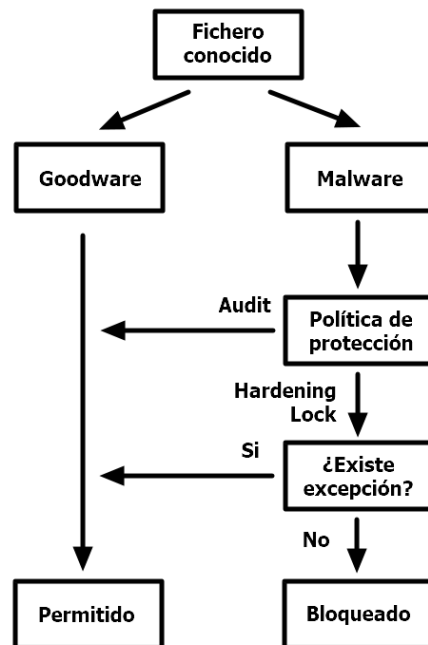 Fichero
conocido
Goodware
Malware
Audit
Política de
protección
Hardening
Lock
Si
¿Existe
excepción?
No
Permitido
Bloqueado